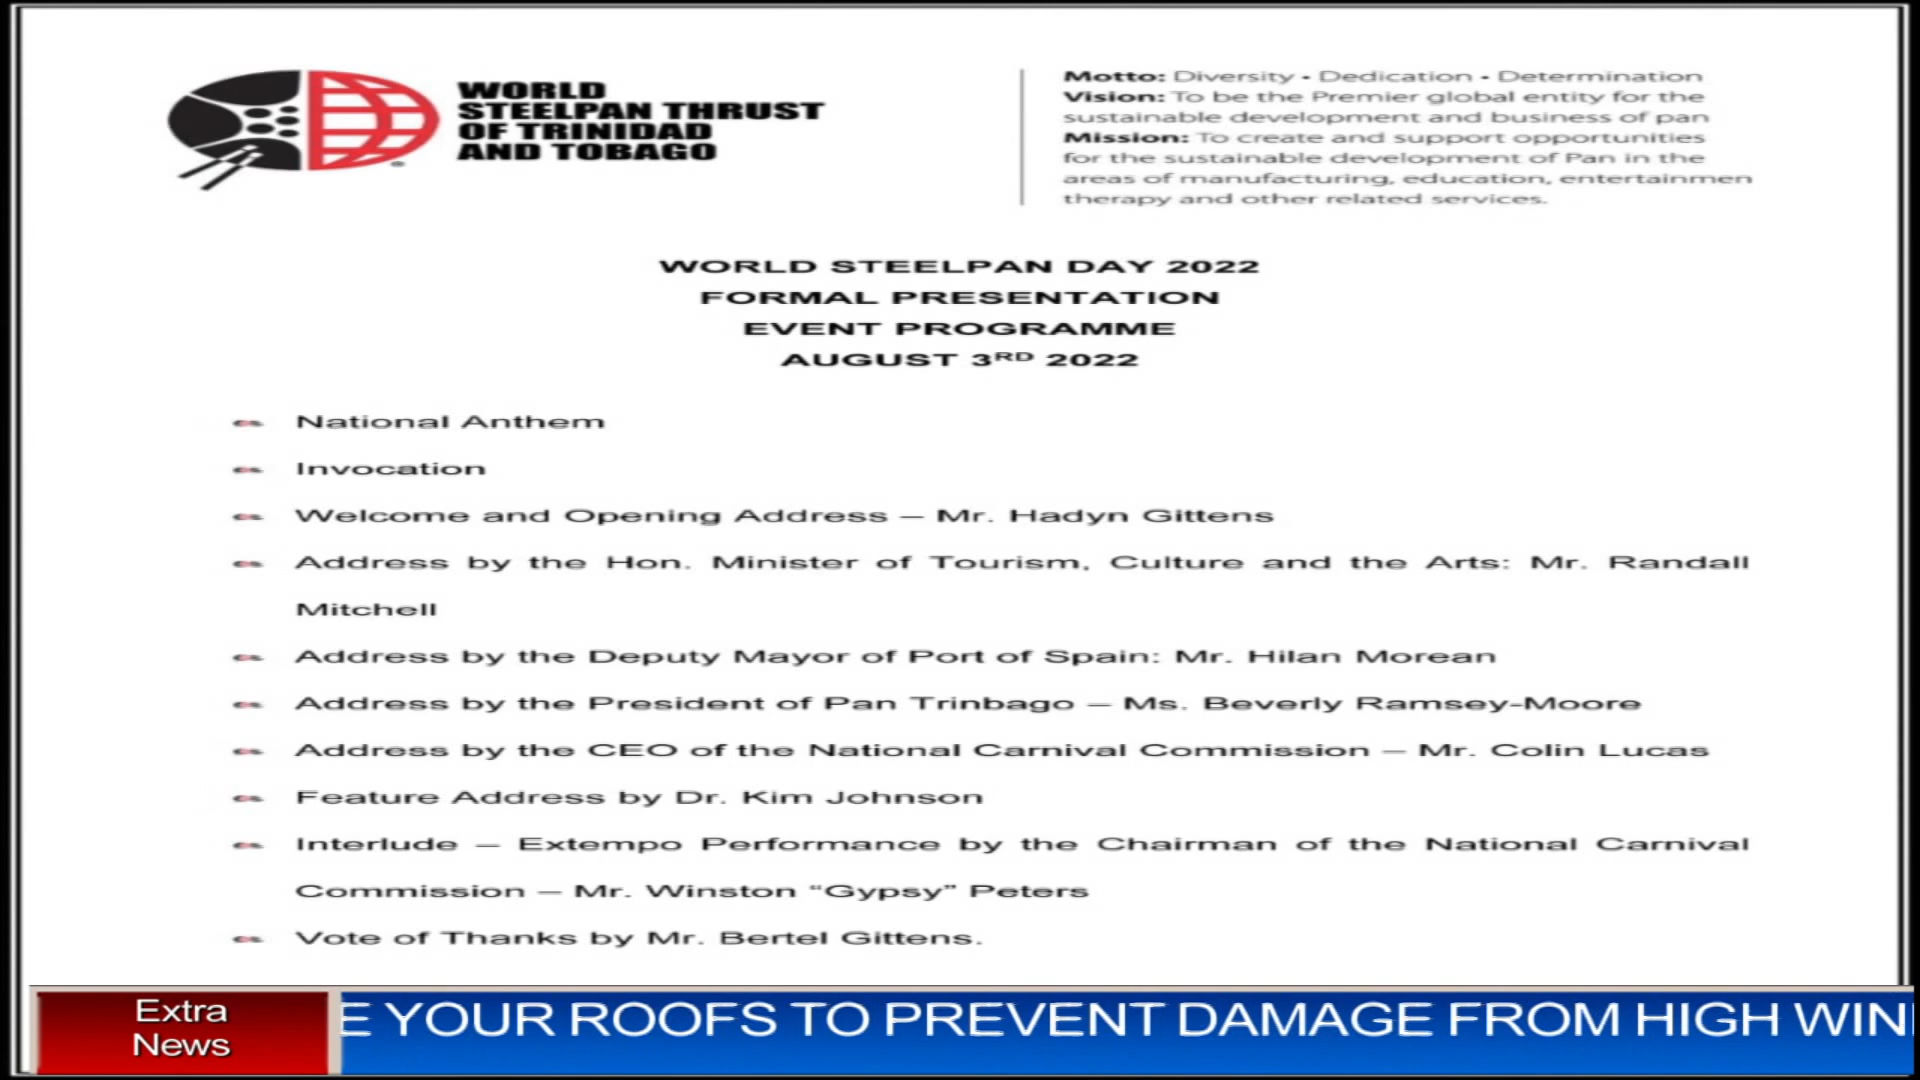 WORLD
STEELPAN THRUST
OF TRINIDAD
AND TOBAGO
Motto: Diversity • Dedication • Determination
Vision: To be the Premier global entity for the
sustainable development and business of pan
Mission: To create and support opportunities
for the sustainable development of Pan in the
areas of manufacturing, education, entertainmen
therapy and other related services.
WORLD STEELPAN DAY 2022
FORMAL PRESENTATION
EVENT PROGRAMME
AUGUST 3RD 2022
National Anthem
Invocation
Welcome and Opening Address – Mr. Hadyn Gittens
Address by the Hon. Minister of Tourism, Culture and the Arts: Mr. Randall
Mitchell
Address by the Deputy Mayor of Port of Spain: Mr. Hilan Morean
Address by the President of Pan Trinbago – Ms. Beverly Ramsey-Moore
Address by the CEO of the National Carnival Commission – Mr. Colin Lucas
Feature Address by Dr. Kim Johnson
Interlude – Extempo Performance by the Chairman of the National Carnival
Commission – Mr. Winston “Gypsy” Peters
Vote of Thanks by Mr. Bertel Gittens.
Extra
News
E YOUR ROOFS TO PREVENT DAMAGE FROM HIGH WIN